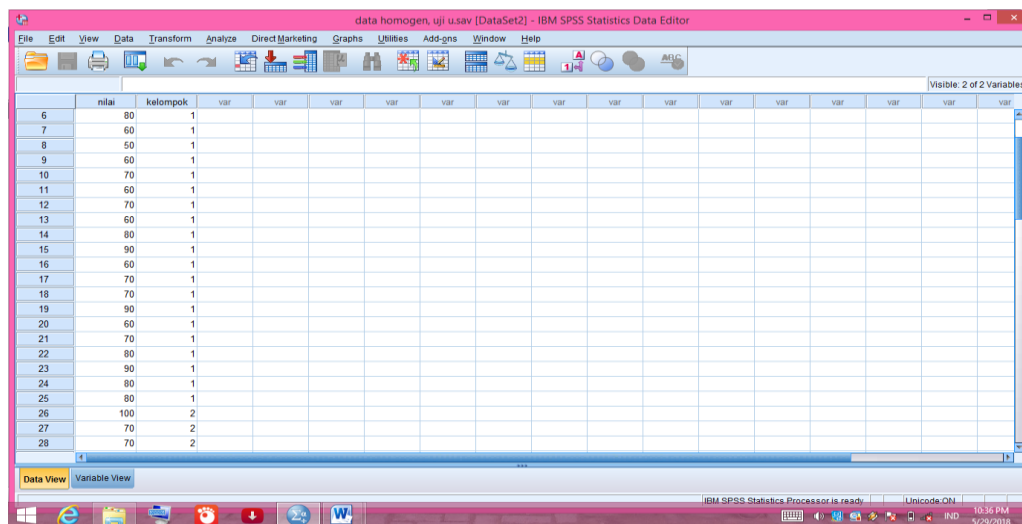 data homogen, uji u.sav [DataSet2] - IBM SPSS Statistics Data Editor
File Edit View Data Transform Analyze Direct Marketing Graphs Utilities Add-ons Window Help
Visible: 2 of 2 Variables
nilai kelompok var var var var var var var var var var var var var var var
6 80 1
7 60 1
8 50 1
9 60 1
10 70 1
11 60 1
12 70 1
13 60 1
14 80 1
15 90 1
16 60 1
17 70 1
18 70 1
19 90 1
20 60 1
21 70 1
22 80 1
23 90 1
24 80 1
25 80 1
26 100 2
27 70 2
28 70 2
Data View Variable View
IBM SPSS Statistics Processor is ready Unicode:ON
IND 10:36 PM
5/29/2018